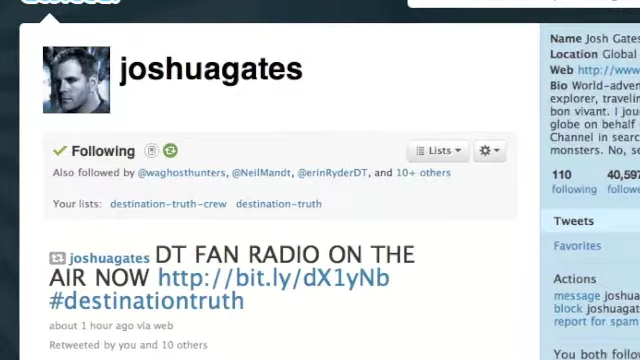 joshuagates
Following
Lists
Also followed by @waghosthunters, @NeilMandt, @erinRyderDT, and 10+ others
Your lists: destination-truth-crew destination-truth
joshuagates DT FAN RADIO ON THE
AIR NOW http://bit.ly/dX1yNb
#destinationtruth
about 1 hour ago via web
Retweeted by you and 10 others
Name Josh Gates
Location Global
Web http://www
Bio World-adven
explorer, traveling
bon vivant. I jou
globe on behalf
Channel in searc
monsters. No, se
110 40,597
following followe
Tweets
Favorites
Actions
message joshua
block joshuagat
report for spam
You both follow